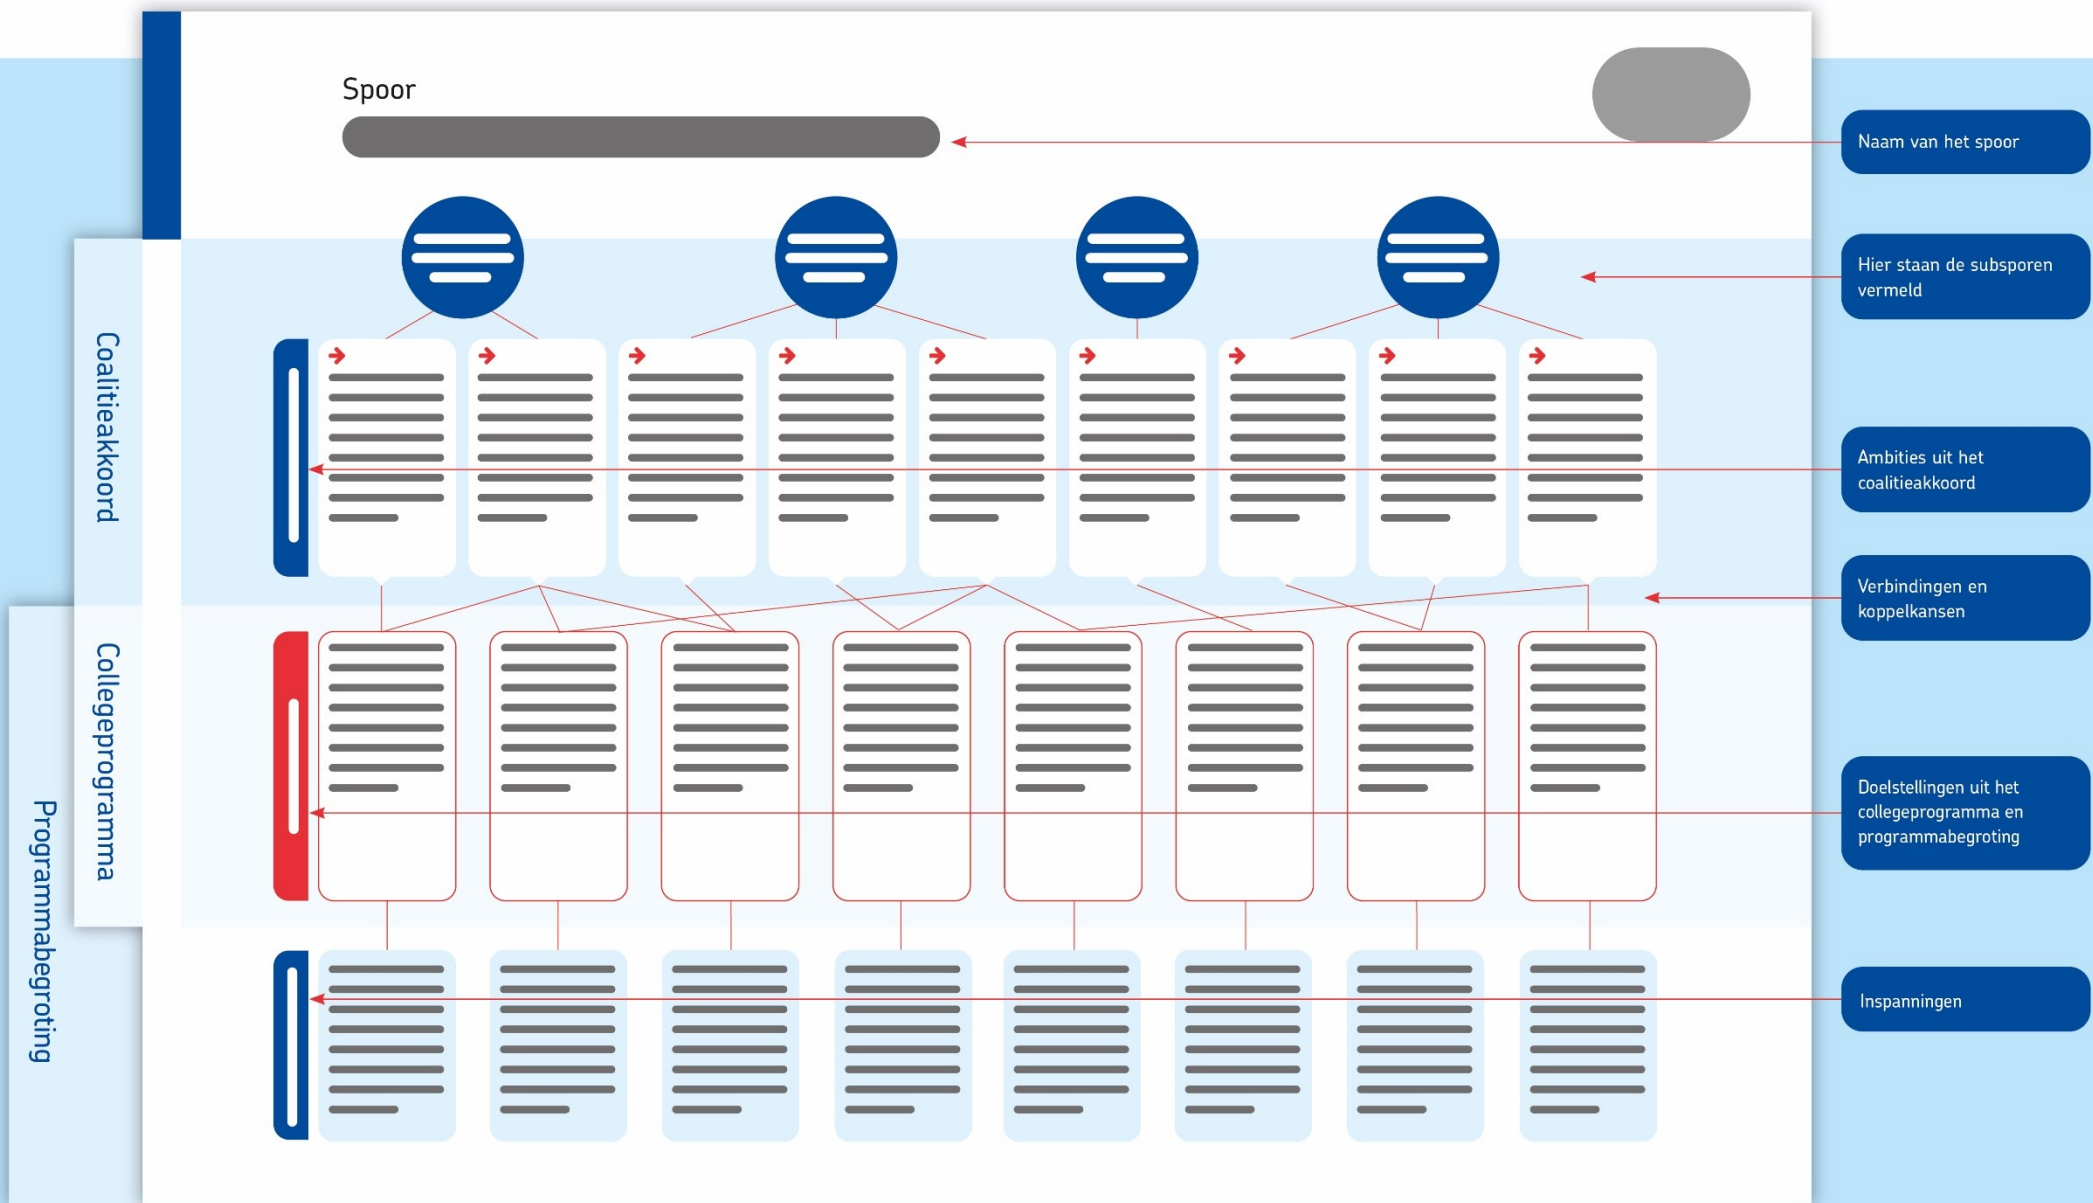 Spoor
Naam van het spoor
Hier staan de subsporen
vermeld
Coalitieakkoord
Ambities uit het
coalitieakkoord
Verbindingen en
koppelkansen
Collegeprogramma
Programmabegroting
Doelstellingen uit het
collegeprogramma en
programmabegroting
Inspanningen